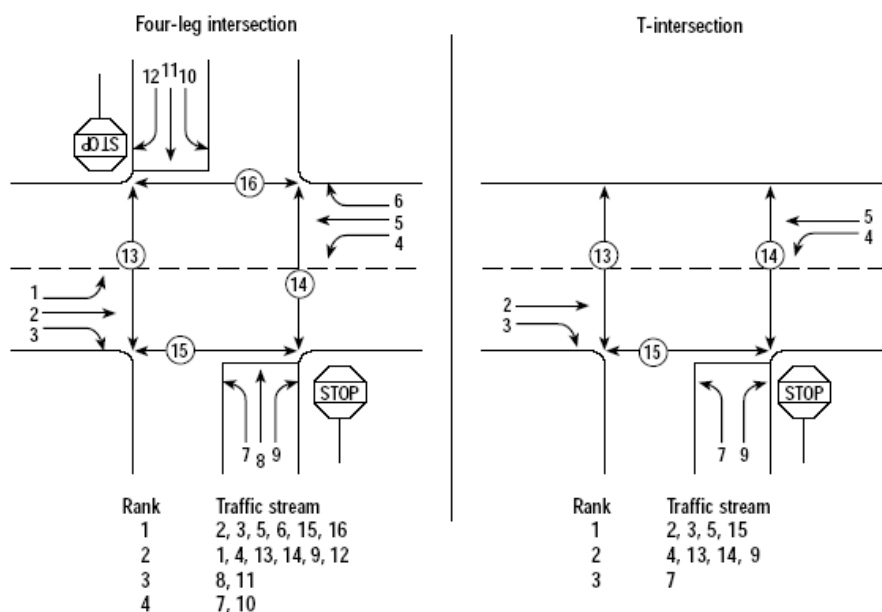 Four-leg intersection
T-intersection
12 11 10
STOP
16
6
5
4
13
14
1
2
3
15
STOP
7 8 9
5
4
13
14
2
3
15
STOP
7 9
Rank Traffic stream
1 2, 3, 5, 6, 15, 16
2 1, 4, 13, 14, 9, 12
3 8, 11
4 7, 10
Rank Traffic stream
1 2, 3, 5, 15
2 4, 13, 14, 9
3 7